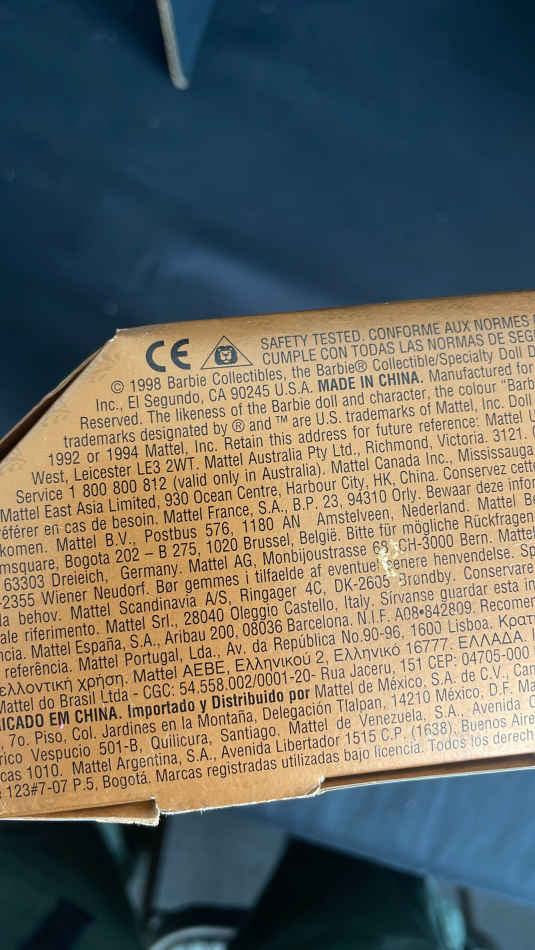 CE SAFETY TESTED. CONFORME AUX NORMES
CUMPLE CON TODAS LAS NORMAS DE
© 1998 Barbie Collectibles, the Barbie® Collectible/Specialty Doll
Inc., El Segundo, CA 90245 U.S.A. MADE IN CHINA. Manufactured for
Reserved. The likeness of the Barbie doll and character, the colour "Barb
trademarks designated by ® and ™ are U.S. trademarks of Mattel, Inc. Doll
1992 or 1994 Mattel, Inc. Retain this address for future reference: Mattel U
West, Leicester LE3 2WT. Mattel Australia Pty Ltd., Richmond, Victoria. 3121.
Service 1 800 800 812 (valid only in Australia). Mattel Canada Inc., Mississauga
Mattel East Asia Limited, 930 Ocean Centre, Harbour City, HK, China. Conservez cette
référer en cas de besoin. Mattel France, S.A., B.P. 23, 94310 Orly. Bewaar deze infor
komen. Mattel B.V. Postbus 576, 1180 AN Amstelveen, Nederland. Mattel Be
msquare, Bogota 202 – B 275, 1020 Brussel, België. Bitte für mögliche Rückfragen
63303 Dreieich, Germany. Mattel AG, Monbijoustrasse CH-3000 Bern. Mattel
-2355 Wiener Neudorf. Bør gemmes i tilfaelde af eventue enere henvendelse. Sp
la behov. Mattel Scandinavia A/S, Ringager 4C, DK-2605 Brøndby. Conservare
ale riferimento. Mattel Srl., 28040 Oleggio Castello, Italy. Sírvanse guardar esta in
ncia. Mattel España, S.A., Aribau 200, 08036 Barcelona. N.I.F. A08•842809. Recomen
referência. Mattel Portugal, Lda., Av. da República No.90-96, 1600 Lisboa. Κρατ
ελλοντική χρήση. Mattel AEBE, Ελληνικού 2, Ελληνικό 16777. ΕΛΛΑΔΑ.
Mattel do Brasil Ltda - CGC: 54.558.002/0001-20- Rua Jaceru, 151 CEP: 04705-000
ICADO EM CHINA. Importado y Distribuido por Mattel de México, S.A. de C.V.,
7o. Piso, Col. Jardines en la Montaña, Delegación Tlalpan, 14210 México, D.F. Ma
rico Vespucio 501-B, Quilicura, Santiago. Mattel de Venezuela, S.A., Avenida
cas 1010. Mattel Argentina, S.A., Avenida Libertador 1515 C.P. (1638), Buenos Aire
123#7-07 P.5, Bogotá. Marcas registradas utilizadas bajo licencia. Todos los derech